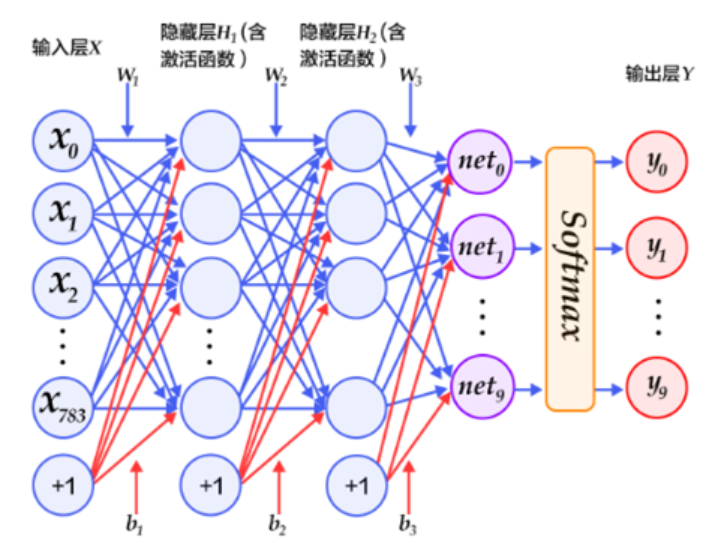 输入层X
隐藏层H₁(含
激活函数）
隐藏层H₂(含
激活函数）
W₁
W₂
W₃
输出层Y
x₀
x₁
x₂
x₇₈₃
+1
+1
+1
net₀
net₁
net₉
Softmax
y₀
y₁
y₉
b₁
b₂
b₃